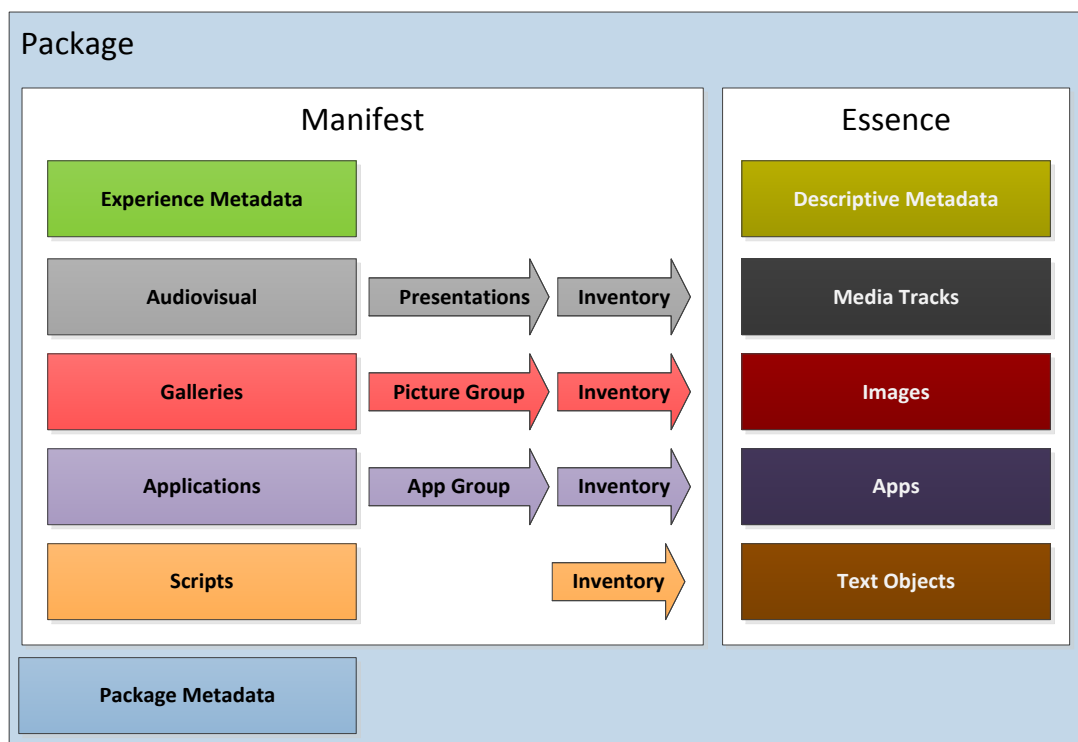 Package
Manifest
Essence
Experience Metadata
Descriptive Metadata
Audiovisual
Presentations
Inventory
Media Tracks
Galleries
Picture Group
Inventory
Images
Applications
App Group
Inventory
Apps
Scripts
Inventory
Text Objects
Package Metadata